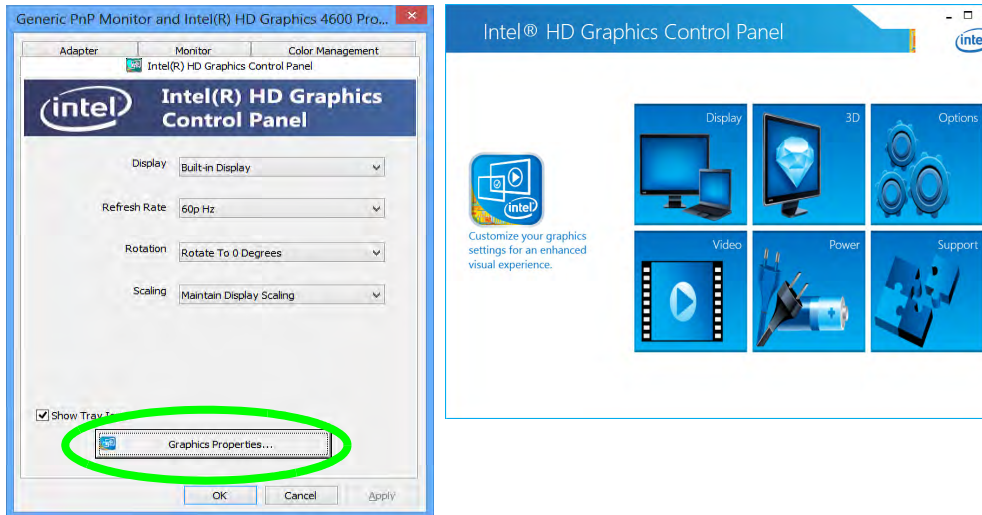 Generic PnP Monitor and Intel(R) HD Graphics 4600 Pro...
Adapter
Monitor
Color Management
Intel(R) HD Graphics Control Panel
intel
Intel(R) HD Graphics
Control Panel
Display
Built-in Display
Refresh Rate
60p Hz
Rotation
Rotate To 0 Degrees
Scaling
Maintain Display Scaling
Show Tray
Graphics Properties...
OK
Cancel
Apply
Intel® HD Graphics Control Panel
inte
intel
Customize your graphics
settings for an enhanced
visual experience.
Display
3D
Options
Video
Power
Support